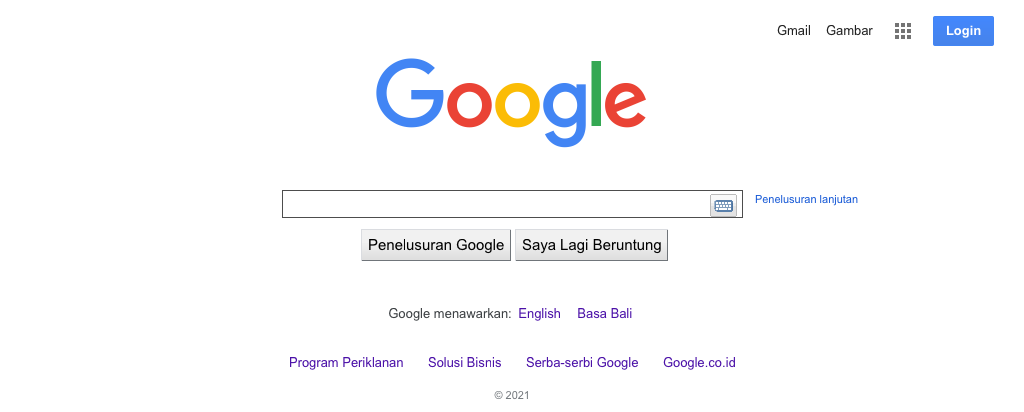 Gmail Gambar Login
Google
Penelusuran lanjutan
Penelusuran Google Saya Lagi Beruntung
Google menawarkan: English Basa Bali
Program Periklanan Solusi Bisnis Serba-serbi Google Google.co.id
© 2021